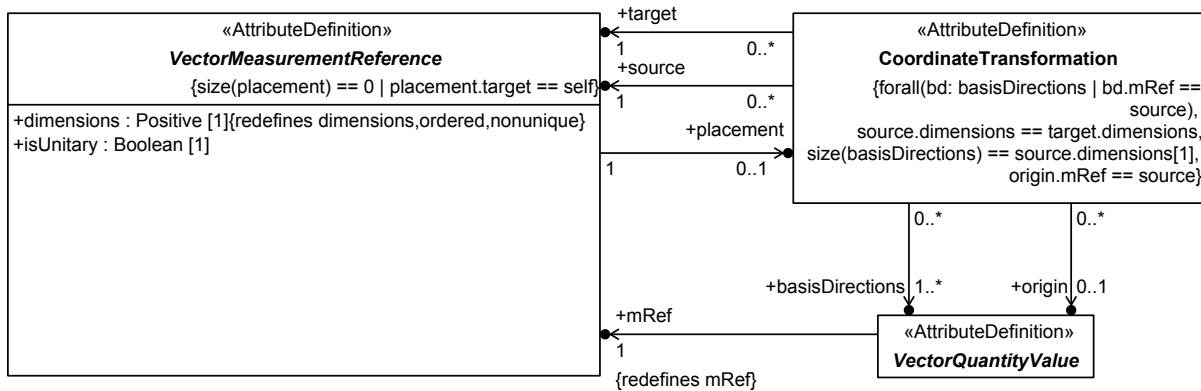 «AttributeDefinition»
VectorMeasurementReference
{size(placement) == 0 | placement.target == self}
+dimensions : Positive [1]{redefines dimensions,ordered,nonunique}
+isUnitary : Boolean [1]
+target
1
0..*
+source
1
0..*
+placement
1
0..1
«AttributeDefinition»
CoordinateTransformation
{forall(bd: basisDirections | bd.mRef ==
source),
source.dimensions == target.dimensions,
size(basisDirections) == source.dimensions[1],
origin.mRef == source}
0..*
0..*
+basisDirections
1..*
+origin
0..1
+mRef
1
{redefines mRef}
«AttributeDefinition»
VectorQuantityValue